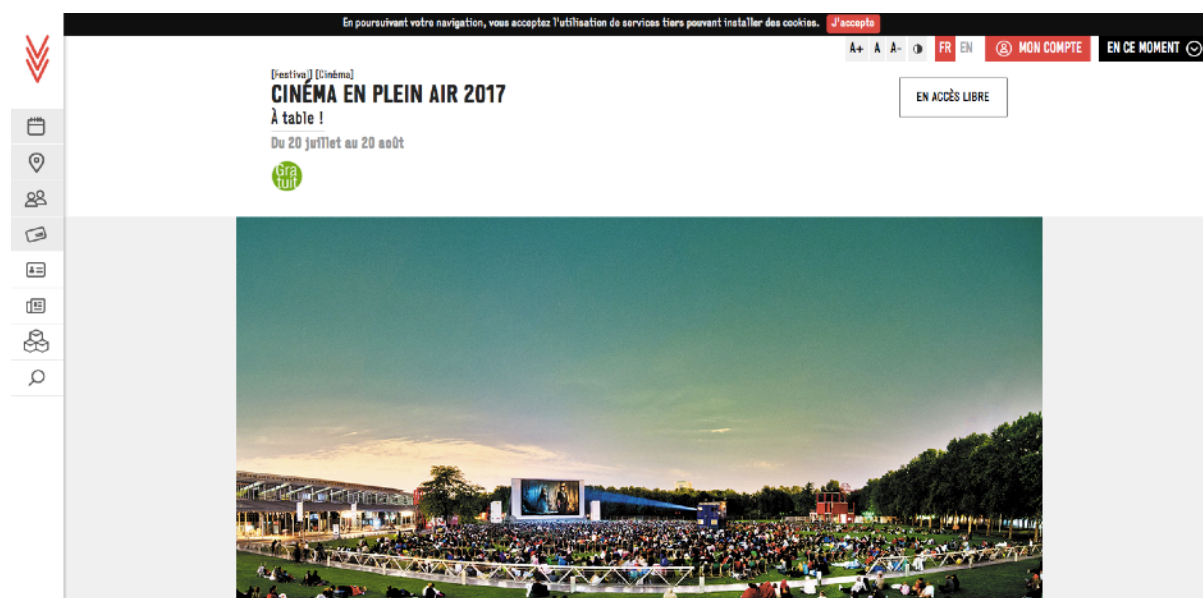 En poursuivant votre navigation, vous acceptez l'utilisation de services tiers pouvant installer des cookies. J'accepte
A+ A A- FR EN MON COMPTE EN CE MOMENT
[Festival] [Cinéma]
CINÉMA EN PLEIN AIR 2017
EN ACCÈS LIBRE
À table !
Du 20 juillet au 20 août
Gra
tuit